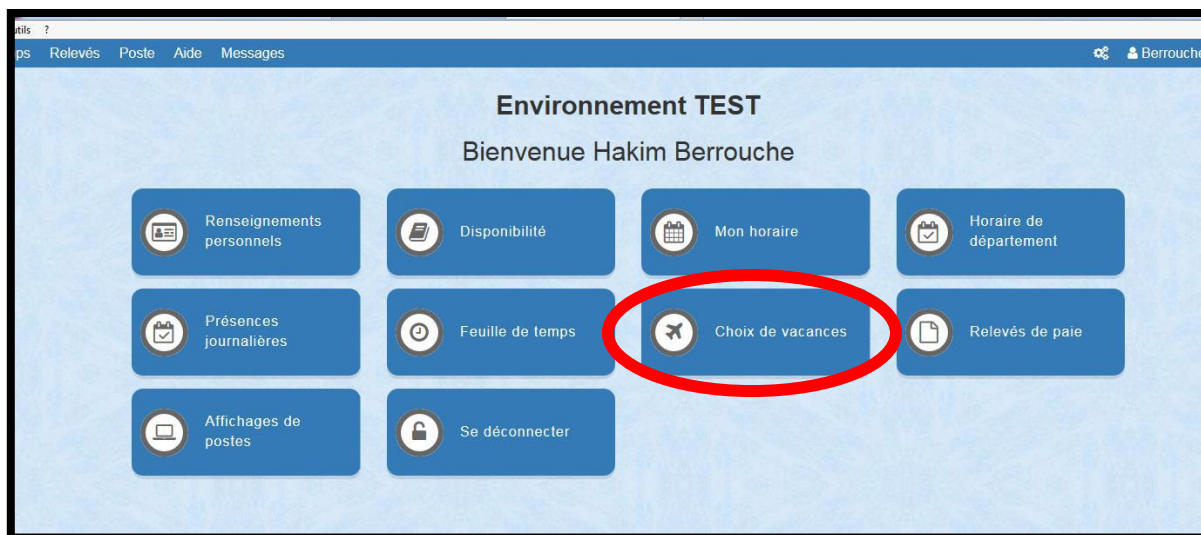 utils ?
ps Relevés Poste Aide Messages Berrouche
Environnement TEST
Bienvenue Hakim Berrouche
Renseignements
personnels
Disponibilité
Mon horaire
Horaire de
département
Présences
journalières
Feuille de temps
Choix de vacances
Relevés de paie
Affichages de
postes
Se déconnecter